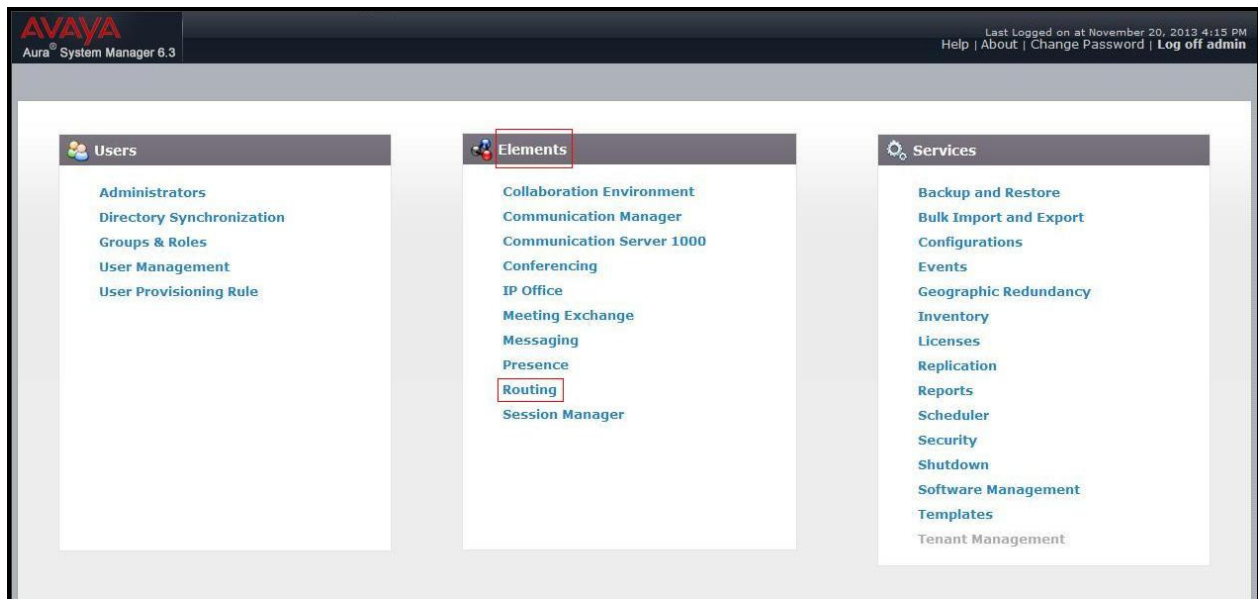 AVAYA
Aura® System Manager 6.3
Last Logged on at November 20, 2013 4:15 PM
Help | About | Change Password | Log off admin
Users
Administrators
Directory Synchronization
Groups & Roles
User Management
User Provisioning Rule
Elements
Collaboration Environment
Communication Manager
Communication Server 1000
Conferencing
IP Office
Meeting Exchange
Messaging
Presence
Routing
Session Manager
Services
Backup and Restore
Bulk Import and Export
Configurations
Events
Geographic Redundancy
Inventory
Licenses
Replication
Reports
Scheduler
Security
Shutdown
Software Management
Templates
Tenant Management